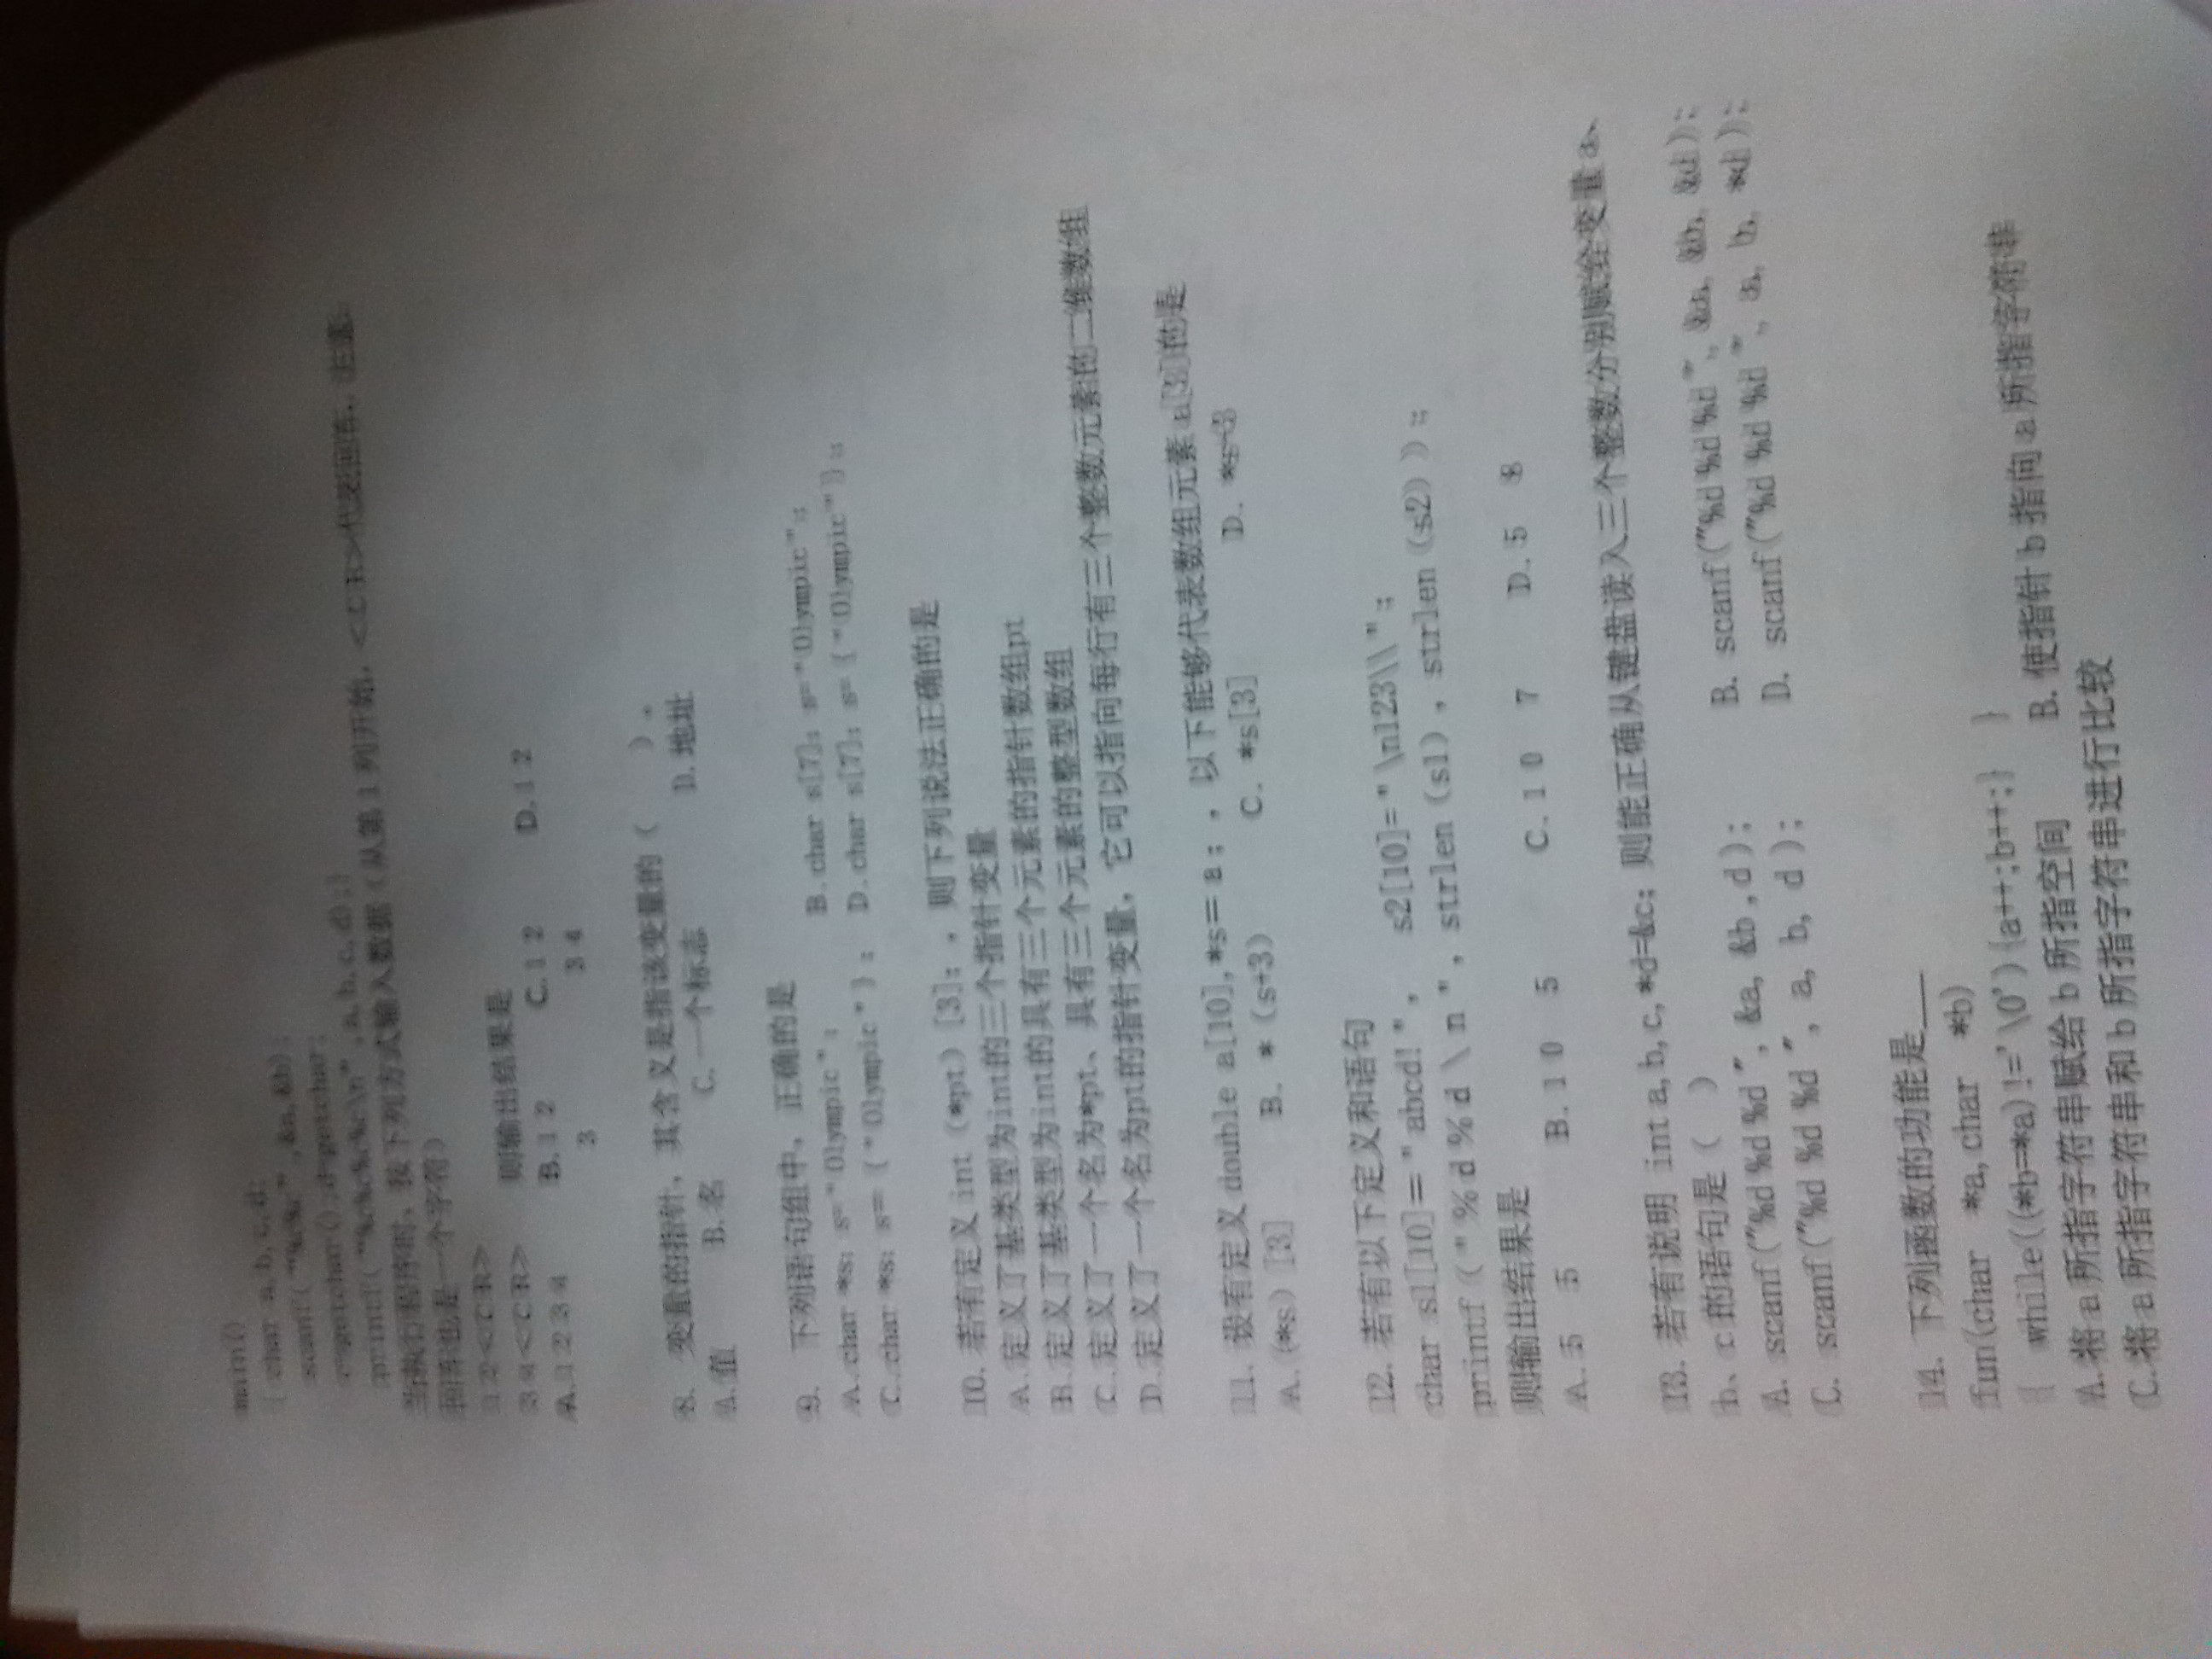 main()
{ char a,b,c,d;
scanf("%c%c",&a,&b);
c=getchar();d=getchar;
printf("%c%c%c%c\n",a,b,c,d);}
当执行程序时，按下列方式输入数据（从第1列开始，<CR>代表回车，注意：
回车也是一个字符）
12<CR>
34<CR> 则输出结果是
A.1234 B.12 C.12 D.12
3 34
8. 变量的指针，其含义是指该变量的（ ）。
A.值 B.名 C.一个标志 D.地址
9. 下列语句组中，正确的是
A.char *s; s="Olympic"; B.char s[7]; s="Olympic";
C.char *s; s={"Olympic"}; D.char s[7]; s={"Olympic"};
10. 若有定义 int (*pt) [3]; ，则下列说法正确的是
A.定义了基类型为int的三个指针变量
B.定义了基类型为int的具有三个元素的指针数组pt
C.定义了一个名为*pt、具有三个元素的整型数组
D.定义了一个名为pt的指针变量，它可以指向每行有三个整数元素的二维数组
11. 设有定义 double a[10],*s=a; ，以下能够代表数组元素 a[3]的是
A.(*s) [3] B. *(s+3) C. *s[3] D. *s+3
12. 若有以下定义和语句
char s1[10]="abcd!", s2[10]="\n123\\";
printf ("%d%d\n", strlen (s1), strlen (s2) );
则输出结果是
A.5 5 B.10 5 C.10 7 D.5 8
13. 若有说明 int a,b,c,*d=&c; 则能正确从键盘读入三个整数分别赋给变量a、
b、c 的语句是（ ）
A. scanf("%d%d%d", &a, &b, d); B. scanf("%d%d%d", &a, &b, &d);
C. scanf("%d%d%d", a, b, d); D. scanf("%d%d%d", a, b, *d);
14. 下列函数的功能是___
fun(char *a,char *b)
{ while((*b=*a)!='\0'){a++;b++;} }
A.将 a 所指字符串赋给 b 所指空间 B. 使指针 b 指向 a 所指字符串
C.将 a 所指字符串和 b 所指字符串进行比较